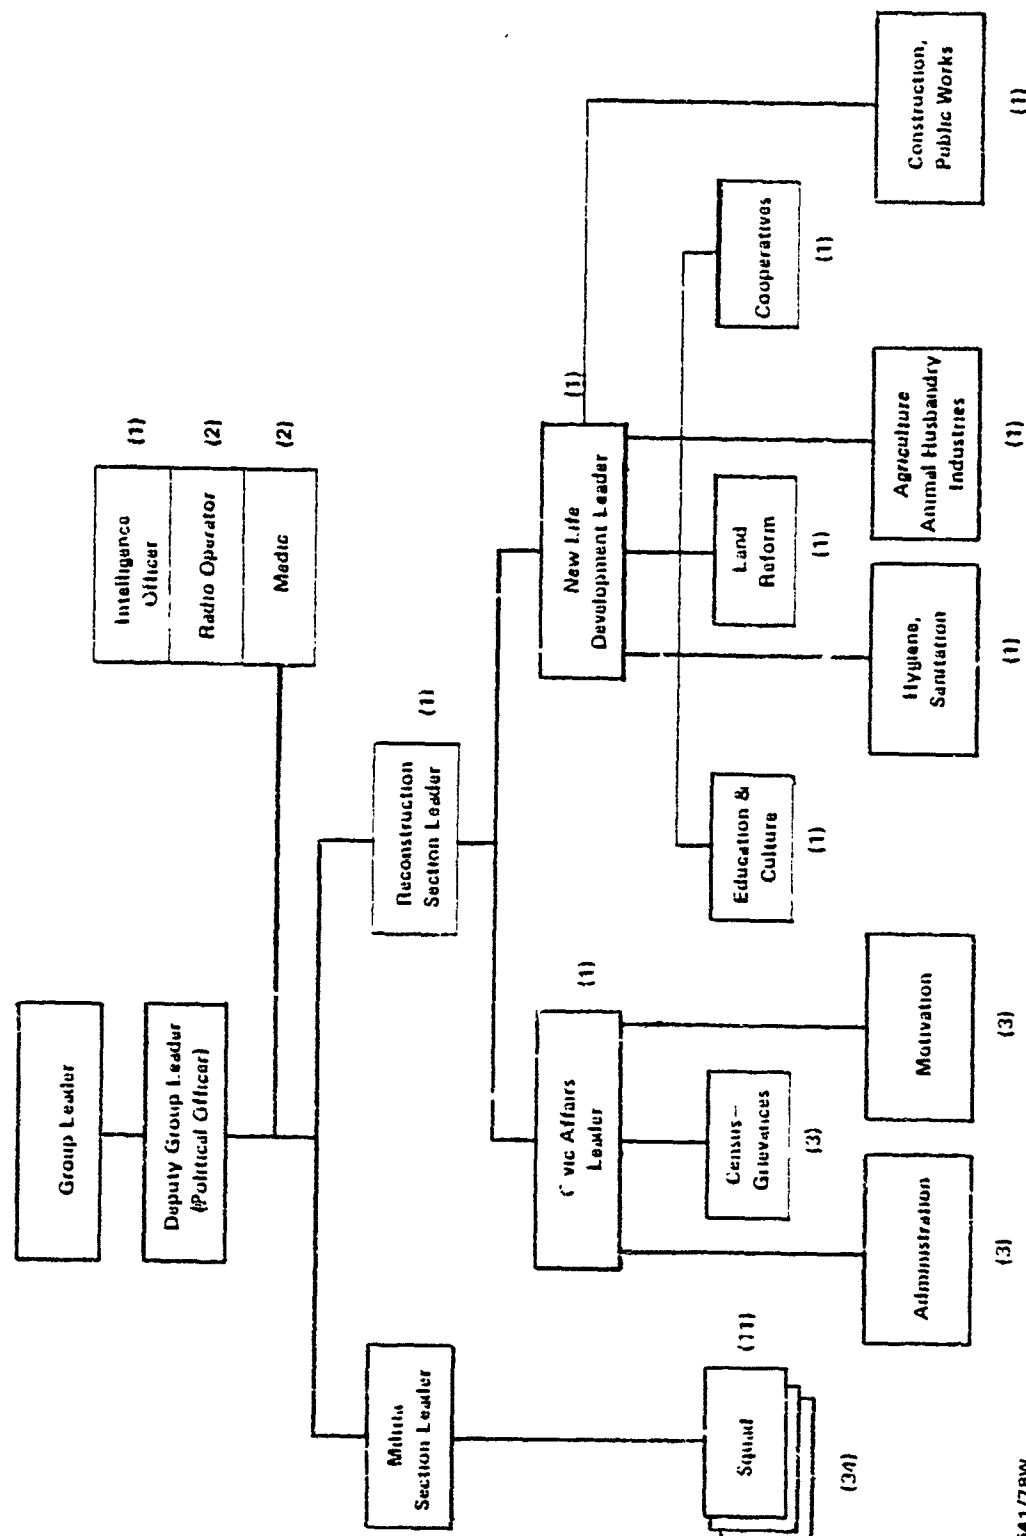 Group Leader
Deputy Group Leader
(Political Officer)
Intelligence
Officer
(1)
Radio Operator
(2)
Medic
(2)
Militia
Section Leader
Reconstruction
Section Leader
(1)
Civic Affairs
Leader
(1)
New Life
Development Leader
(1)
Squad
(11)
(34)
Census–
Grievances
(3)
Education &
Culture
(1)
Land
Reform
(1)
Cooperatives
(1)
Administration
(3)
Motivation
(3)
Hygiene,
Sanitation
(1)
Agriculture
Animal Husbandry
Industries
(1)
Construction,
Public Works
(1)